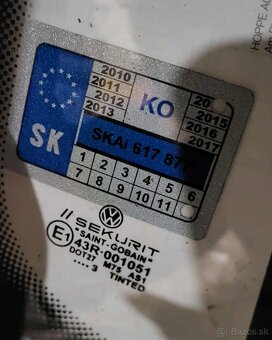 HOPPE AG
2010
2011
2012
2013
KO
20
2015
2016
2017
SK
SKAi 617 877
1 2 3 4 5 6
7 8 9 10 11
// SEKURIT
"SAINT-GOBAIN"
E1 43R-001051
DOT27 M75 AS1
.... 3 TINTED
bazos.sk